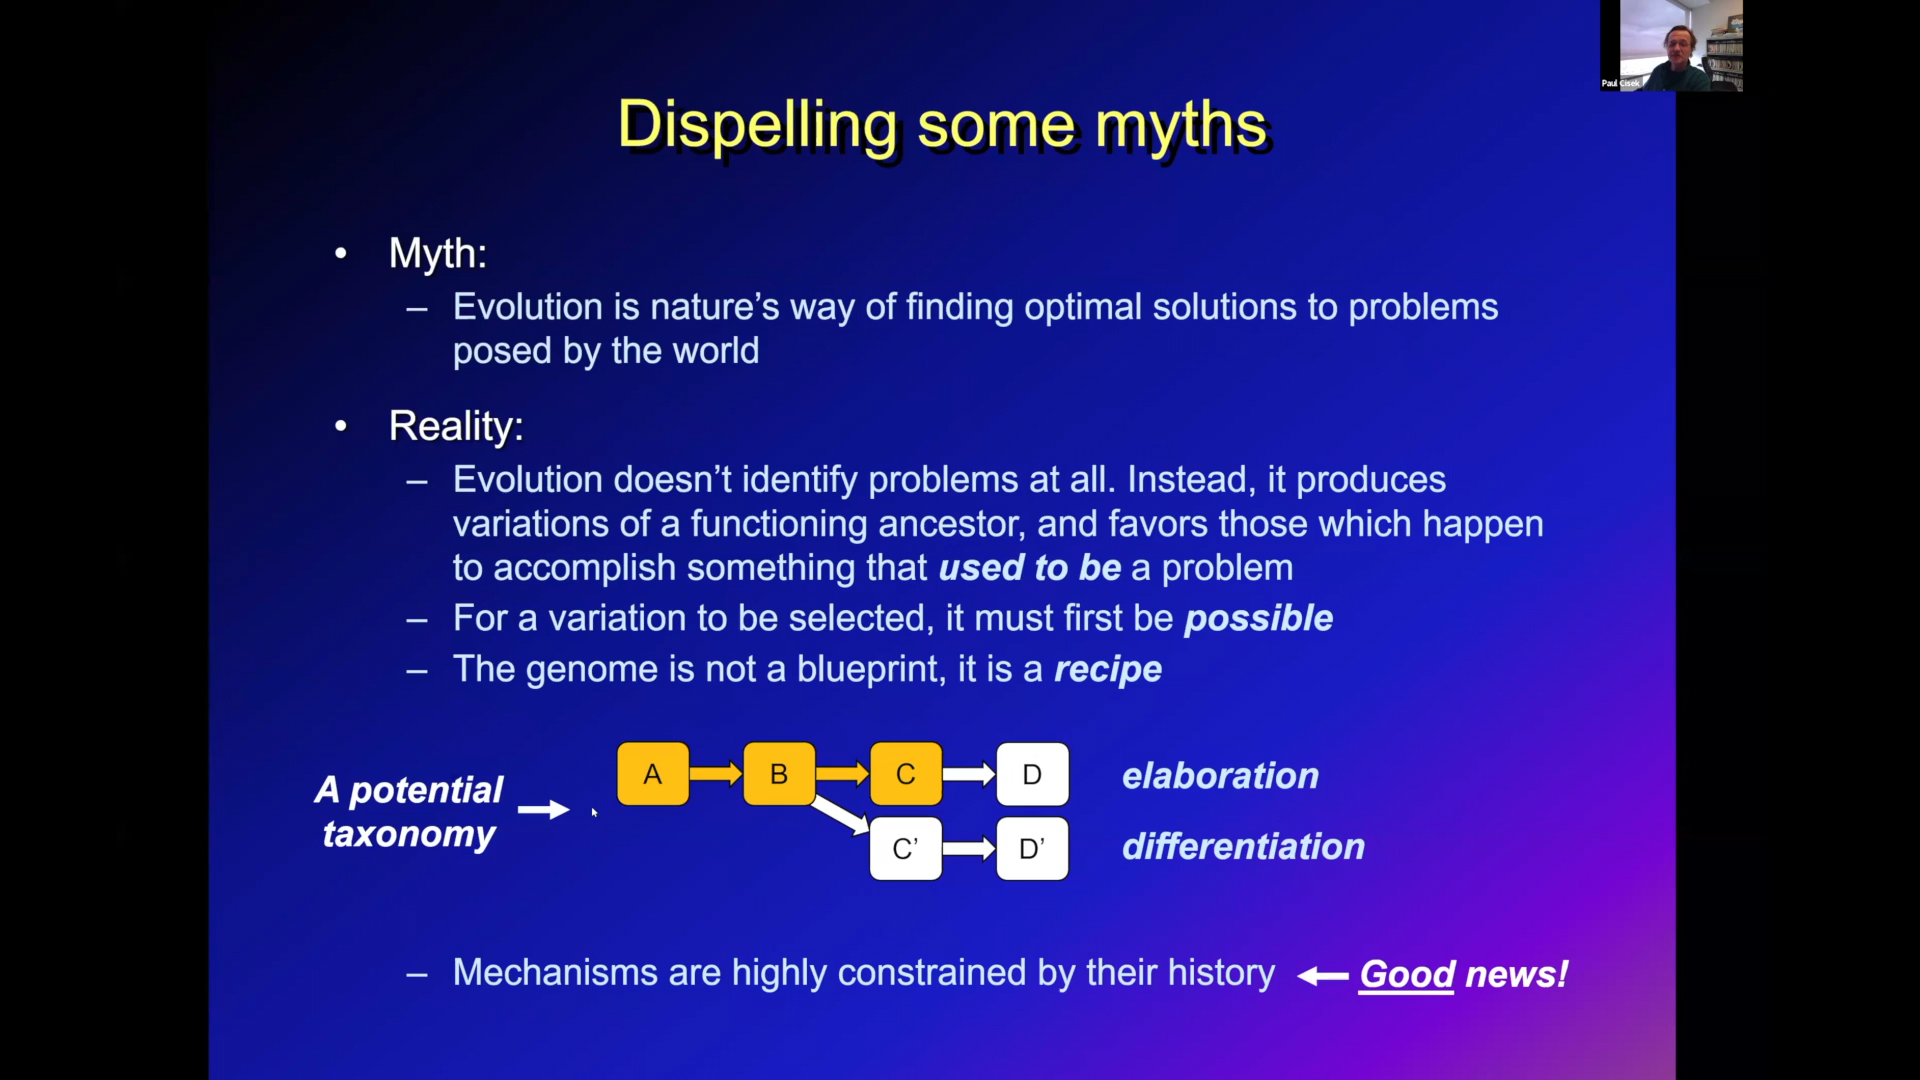 Paul Cisek
Dispelling some myths
• Myth:
– Evolution is nature’s way of finding optimal solutions to problems
posed by the world
• Reality:
– Evolution doesn’t identify problems at all. Instead, it produces
variations of a functioning ancestor, and favors those which happen
to accomplish something that used to be a problem
– For a variation to be selected, it must first be possible
– The genome is not a blueprint, it is a recipe
A potential
taxonomy
A B C D elaboration
C’ D’ differentiation
– Mechanisms are highly constrained by their history Good news!